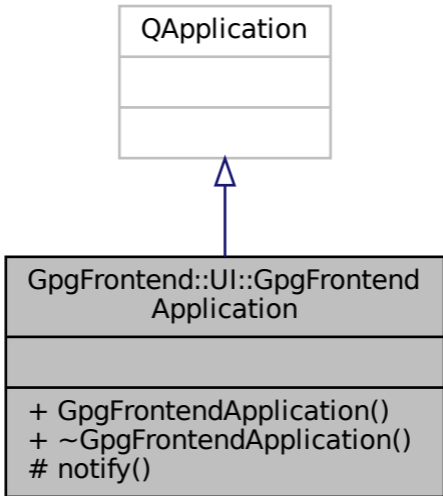 QApplication
GpgFrontend::UI::GpgFrontend
Application
+ GpgFrontendApplication()
+ ~GpgFrontendApplication()
# notify()